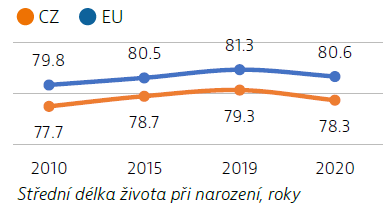 CZ EU
79.8 80.5 81.3 80.6
77.7 78.7 79.3 78.3
2010 2015 2019 2020
Střední délka života při narození, roky